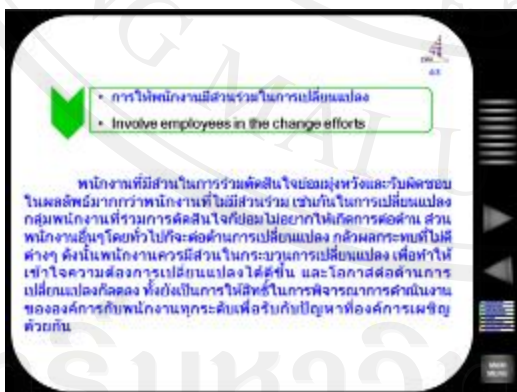 63
• การให้พนักงานมีส่วนร่วมในการเปลี่ยนแปลง
• Involve employees in the change efforts
พนักงานที่มีส่วนในการร่วมตัดสินใจย่อมมุ่งหวังและรับผิดชอบ
ในผลลัพธ์มากกว่าพนักงานที่ไม่มีส่วนร่วม เช่นกันในการเปลี่ยนแปลง
กลุ่มพนักงานที่ร่วมการตัดสินใจก็ย่อมไม่อยากให้เกิดการต่อต้าน ส่วน
พนักงานอื่นๆโดยทั่วไปก็จะต่อต้านการเปลี่ยนแปลง กลัวผลกระทบที่ไม่ดี
ต่างๆ ดังนั้นพนักงานควรมีส่วนในกระบวนการเปลี่ยนแปลง เพื่อทำให้
เข้าใจความต้องการเปลี่ยนแปลงได้ดีขึ้น และโอกาสต่อต้านการ
เปลี่ยนแปลงก็ลดลง ทั้งยังเป็นการให้สิทธิ์ในการพิจารณาการดำเนินงาน
ขององค์การกับพนักงานทุกระดับเพื่อรับกับปัญหาที่องค์การเผชิญ
ด้วยกัน
MAIN
MENU